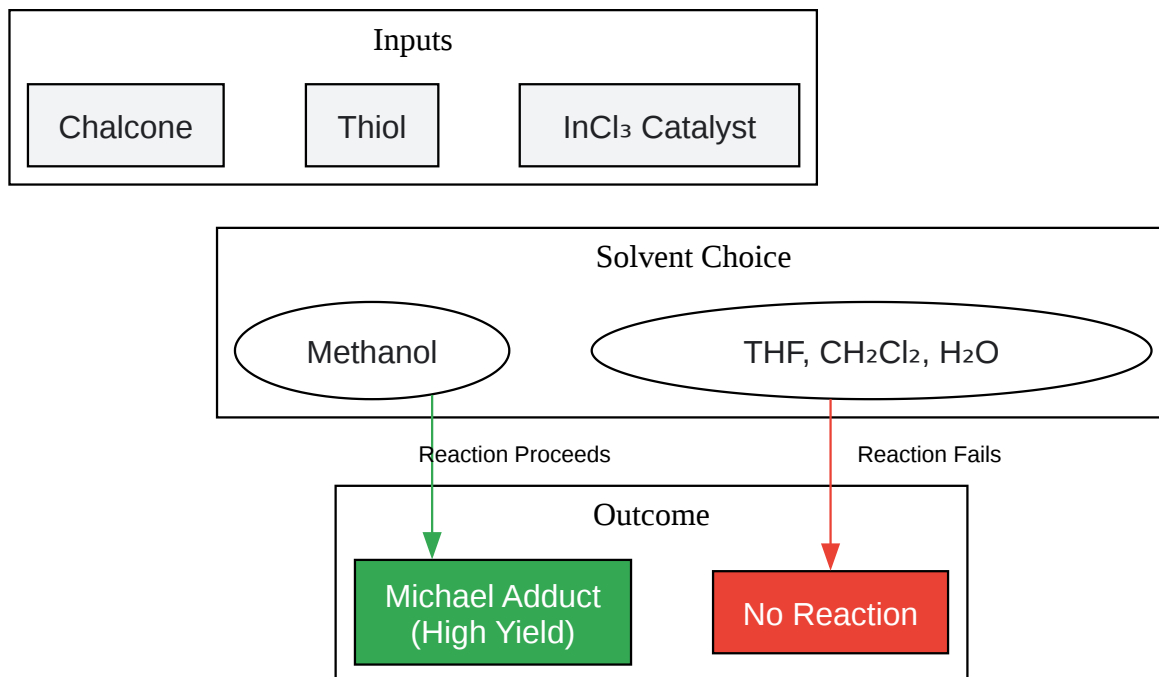 Inputs
Chalcone
Thiol
InCl₃ Catalyst
Solvent Choice
Methanol
THF, CH₂Cl₂, H₂O
Reaction Proceeds
Reaction Fails
Outcome
Michael Adduct
(High Yield)
No Reaction